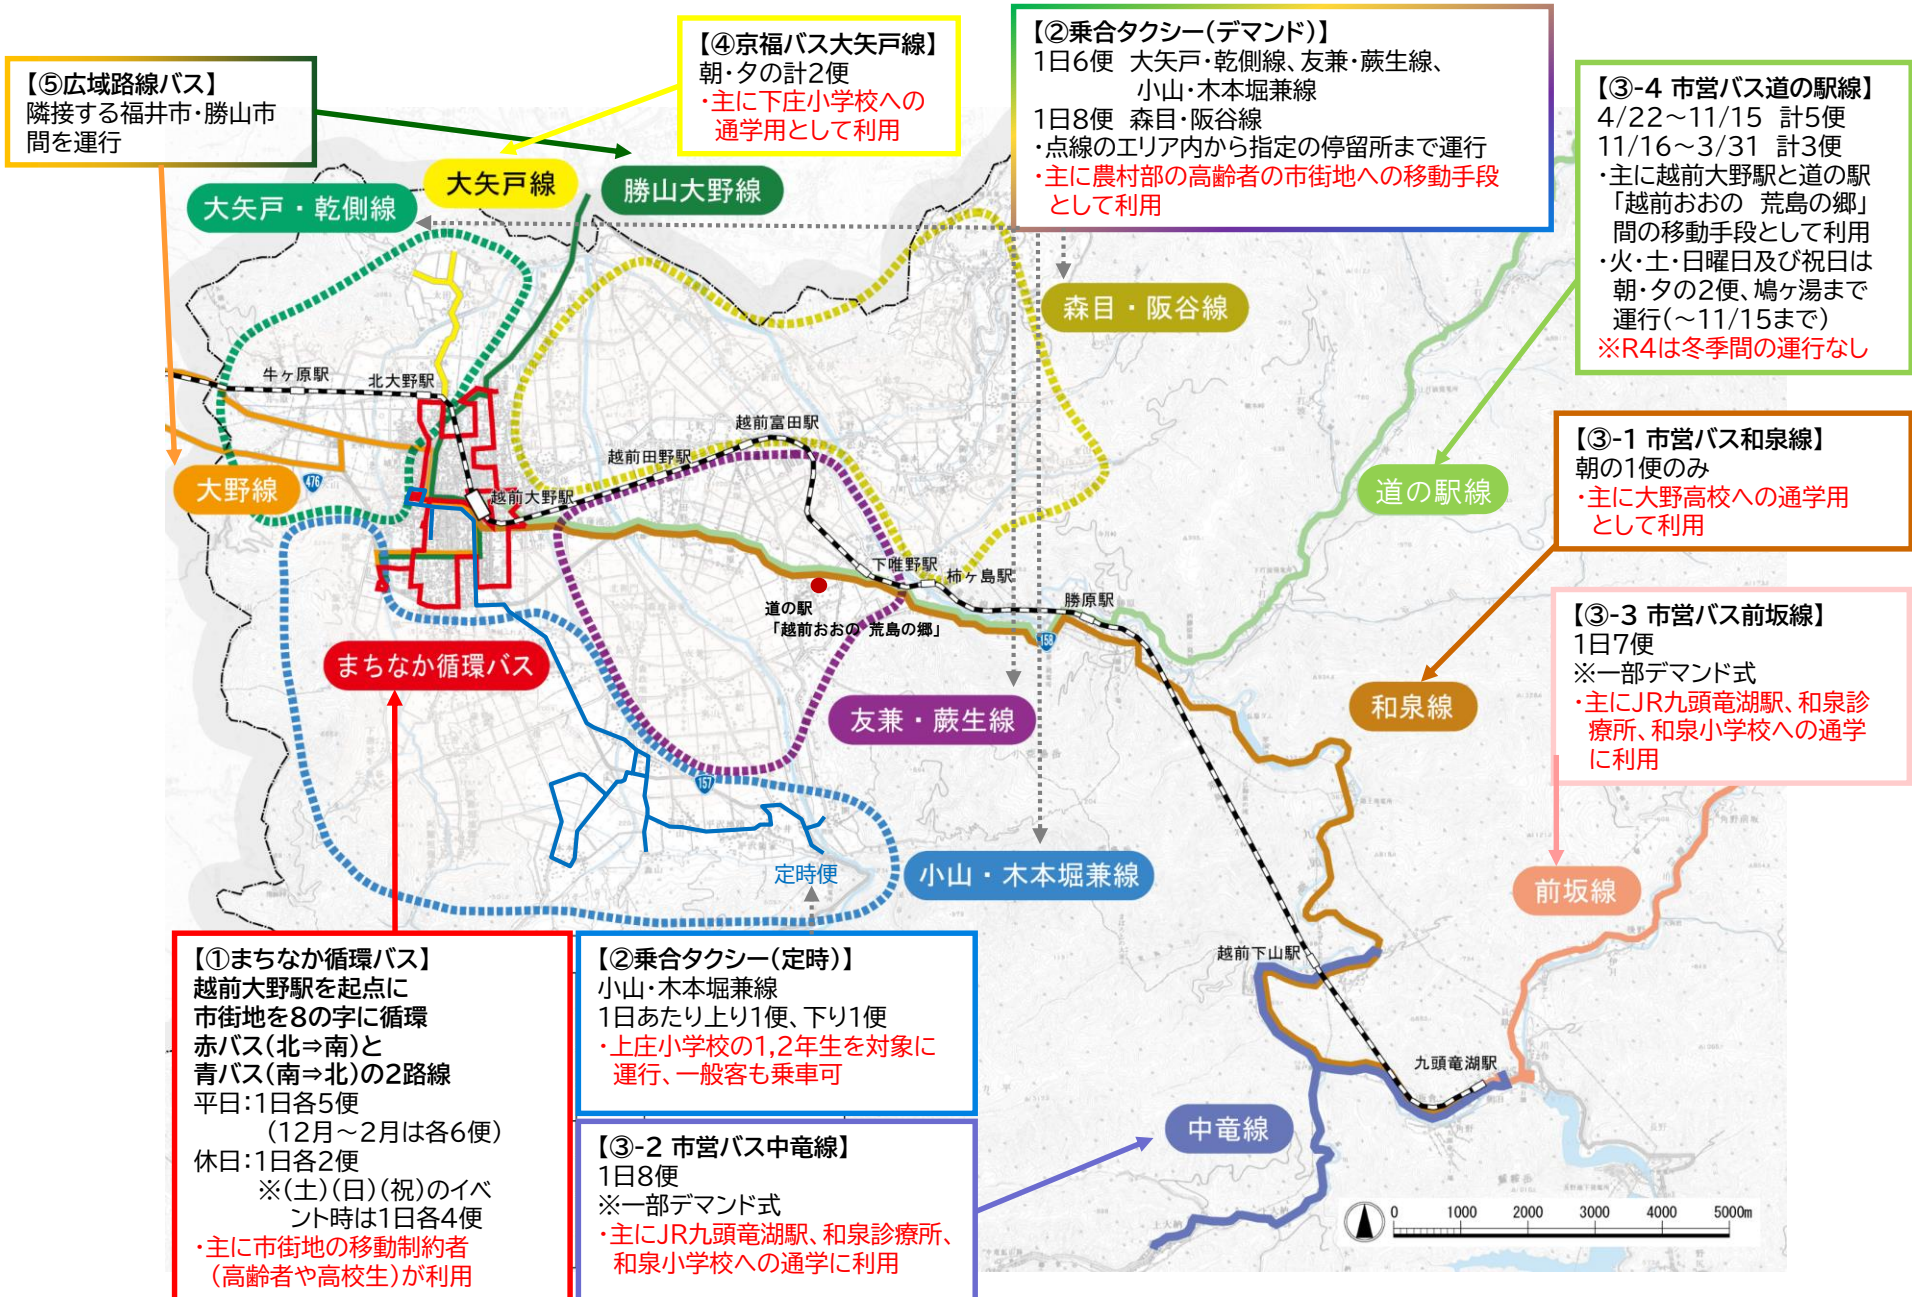 【⑤広域路線バス】
隣接する福井市・勝山市
間を運行
【④京福バス大矢戸線】
朝・夕の計2便
・主に下庄小学校への
通学用として利用
【②乗合タクシー(デマンド)】
1日6便 大矢戸・乾側線、友兼・蕨生線、
小山・木本堀兼線
1日8便 森目・阪谷線
・点線のエリア内から指定の停留所まで運行
・主に農村部の高齢者の市街地への移動手段
として利用
【③-4 市営バス道の駅線】
4/22～11/15 計5便
11/16～3/31 計3便
・主に越前大野駅と道の駅
「越前おおの 荒島の郷」
間の移動手段として利用
・火・土・日曜日及び祝日は
朝・夕の2便、鳩ヶ湯まで
運行(～11/15まで)
※R4は冬季間の運行なし
大矢戸・乾側線
大矢戸線
勝山大野線
森目・阪谷線
牛ヶ原駅
北大野駅
越前富田駅
越前田野駅
越前大野駅
大野線
476
道の駅線
【③-1 市営バス和泉線】
朝の1便のみ
・主に大野高校への通学用
として利用
下唯野駅
柿ヶ島駅
勝原駅
道の駅
「越前おおの 荒島の郷」
158
まちなか循環バス
友兼・蕨生線
和泉線
【③-3 市営バス前坂線】
1日7便
※一部デマンド式
・主にJR九頭竜湖駅、和泉診
療所、和泉小学校への通学
に利用
157
定時便
小山・木本堀兼線
前坂線
越前下山駅
九頭竜湖駅
中竜線
【①まちなか循環バス】
越前大野駅を起点に
市街地を8の字に循環
赤バス(北⇒南)と
青バス(南⇒北)の2路線
平日：1日各5便
(12月～2月は各6便)
休日：1日各2便
※(土)(日)(祝)のイベ
ント時は1日各4便
・主に市街地の移動制約者
(高齢者や高校生)が利用
【②乗合タクシー(定時)】
小山・木本堀兼線
1日あたり上り1便、下り1便
・上庄小学校の1,2年生を対象に
運行、一般客も乗車可
【③-2 市営バス中竜線】
1日8便
※一部デマンド式
・主にJR九頭竜湖駅、和泉診療所、
和泉小学校への通学に利用
0 1000 2000 3000 4000 5000m